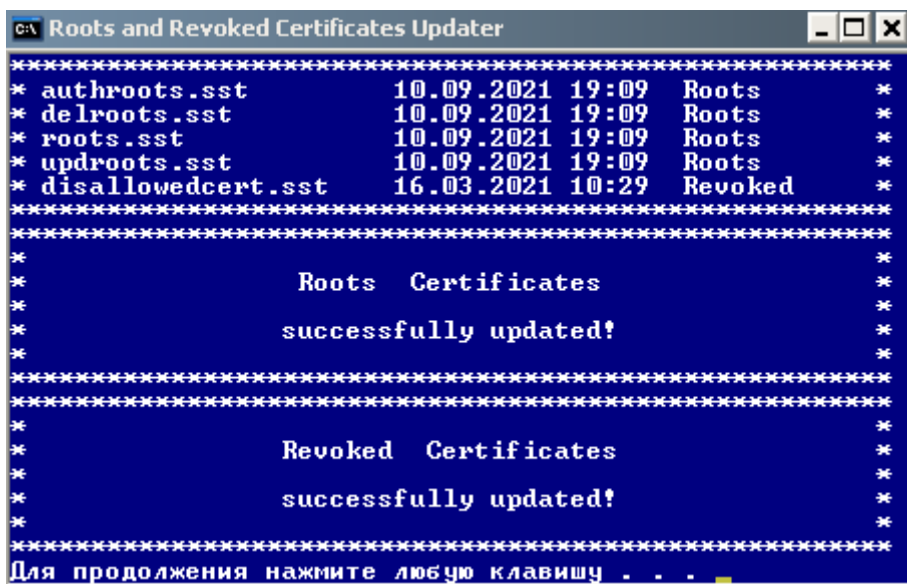 Roots and Revoked Certificates Updater
*******************************************************
* authroots.sst 10.09.2021 19:09 Roots *
* delroots.sst 10.09.2021 19:09 Roots *
* roots.sst 10.09.2021 19:09 Roots *
* updroots.sst 10.09.2021 19:09 Roots *
* disallowedcert.sst 16.03.2021 10:29 Revoked *
*******************************************************
*******************************************************
* *
* Roots Certificates *
* *
* successfully updated! *
* *
*******************************************************
*******************************************************
* *
* Revoked Certificates *
* *
* successfully updated! *
* *
*******************************************************
Для продолжения нажмите любую клавишу . . .